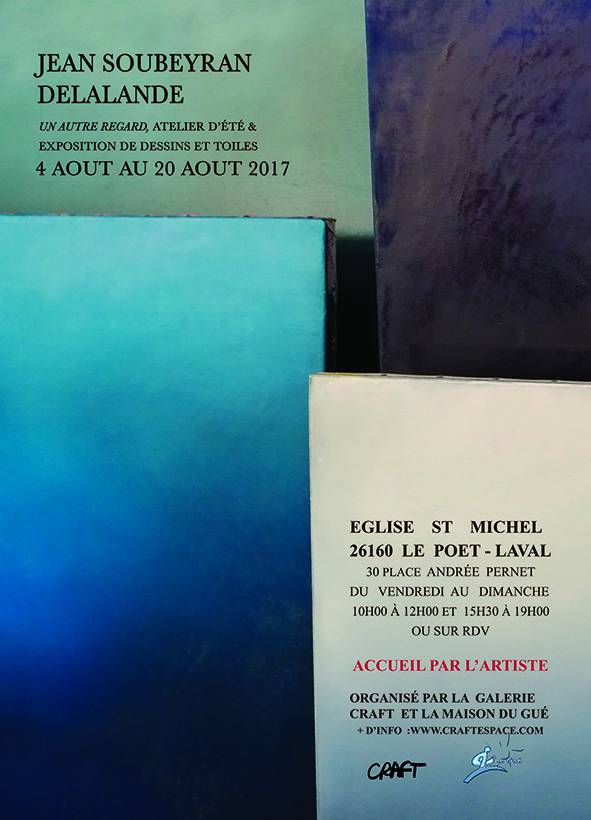 JEAN SOUBEYRAN
DELALANDE
UN AUTRE REGARD, ATELIER D'ÉTÉ &
EXPOSITION DE DESSINS ET TOILES
4 AOUT AU 20 AOUT 2017
EGLISE ST MICHEL
26160 LE POET - LAVAL
30 PLACE ANDRÉE PERNET
DU VENDREDI AU DIMANCHE
10H00 À 12H00 ET 15H30 À 19H00
OU SUR RDV
ACCUEIL PAR L'ARTISTE
ORGANISÉ PAR LA GALERIE
CRAFT ET LA MAISON DU GUÉ
+ D'INFO :WWW.CRAFTESPACE.COM
CRAFT